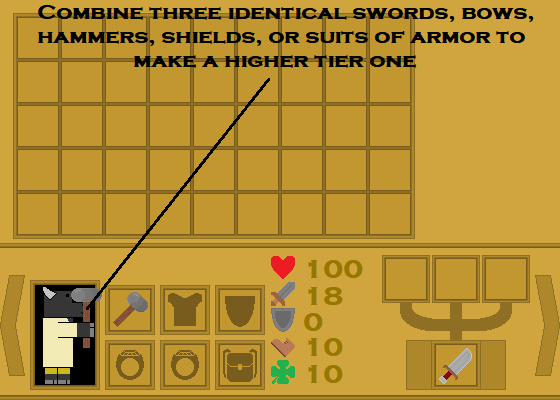 Combine three identical swords, bows,
hammers, shields, or suits of armor to
make a higher tier one
100
18
0
10
10